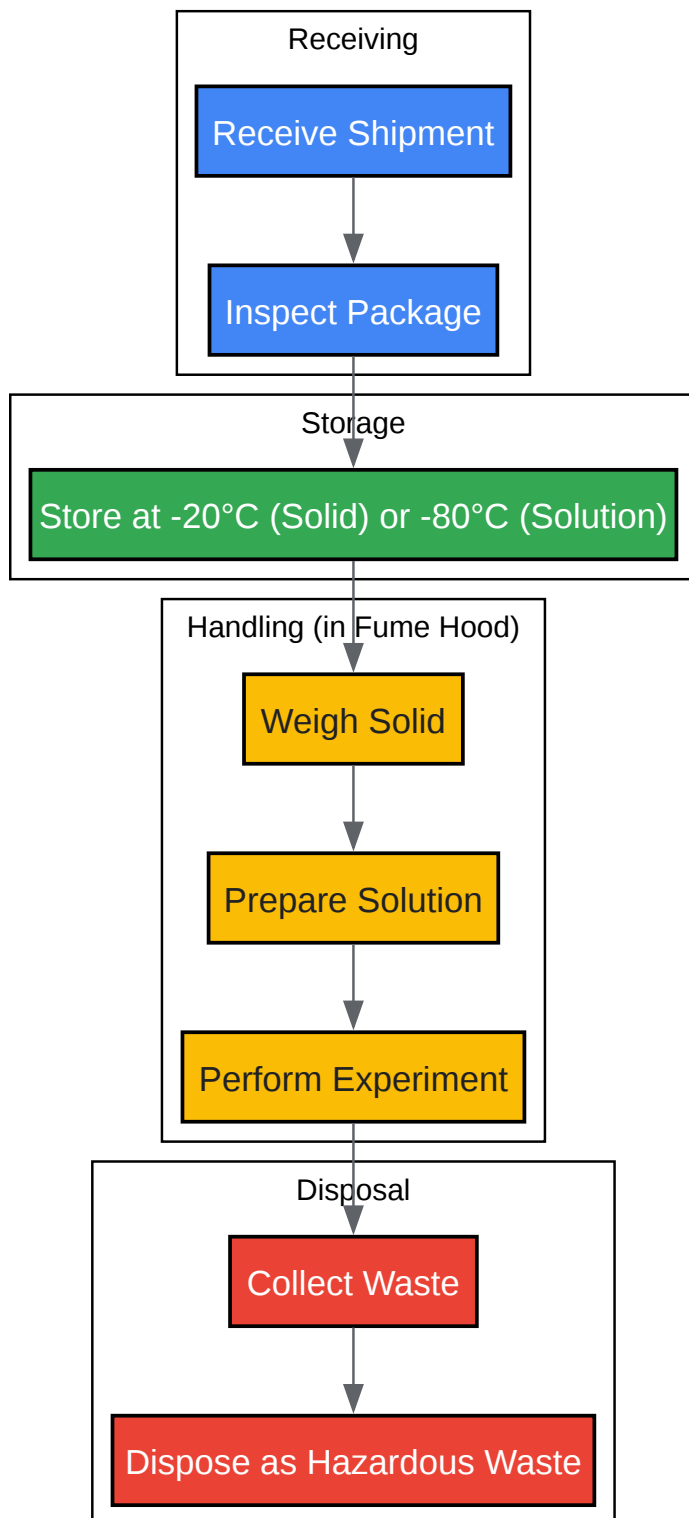 Receiving
Receive Shipment
Inspect Package
Storage
Store at -20°C (Solid) or -80°C (Solution)
Handling (in Fume Hood)
Weigh Solid
Prepare Solution
Perform Experiment
Disposal
Collect Waste
Dispose as Hazardous Waste